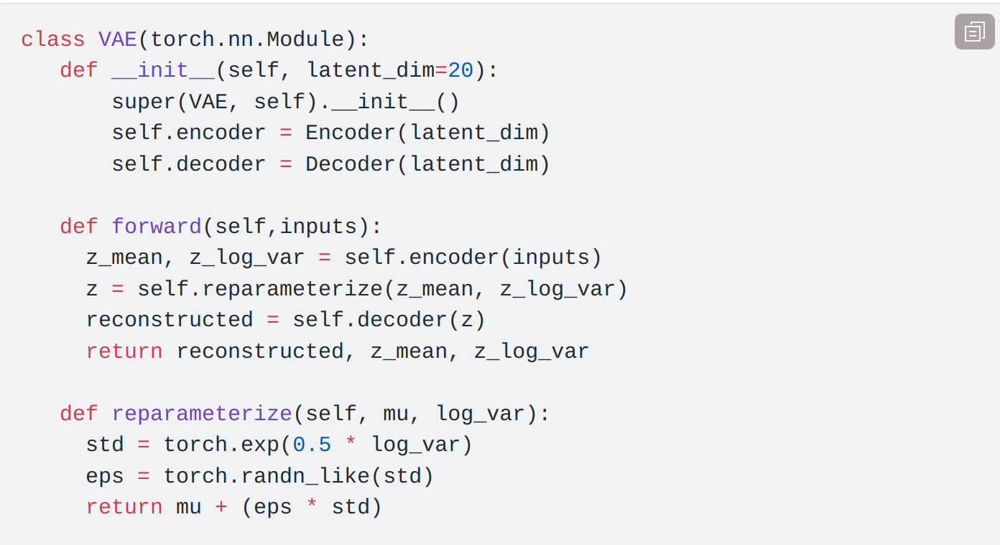 class VAE(torch.nn.Module):
   def __init__(self, latent_dim=20):
       super(VAE, self).__init__()
       self.encoder = Encoder(latent_dim)
       self.decoder = Decoder(latent_dim)

   def forward(self,inputs):
     z_mean, z_log_var = self.encoder(inputs)
     z = self.reparameterize(z_mean, z_log_var)
     reconstructed = self.decoder(z)
     return reconstructed, z_mean, z_log_var

   def reparameterize(self, mu, log_var):
     std = torch.exp(0.5 * log_var)
     eps = torch.randn_like(std)
     return mu + (eps * std)